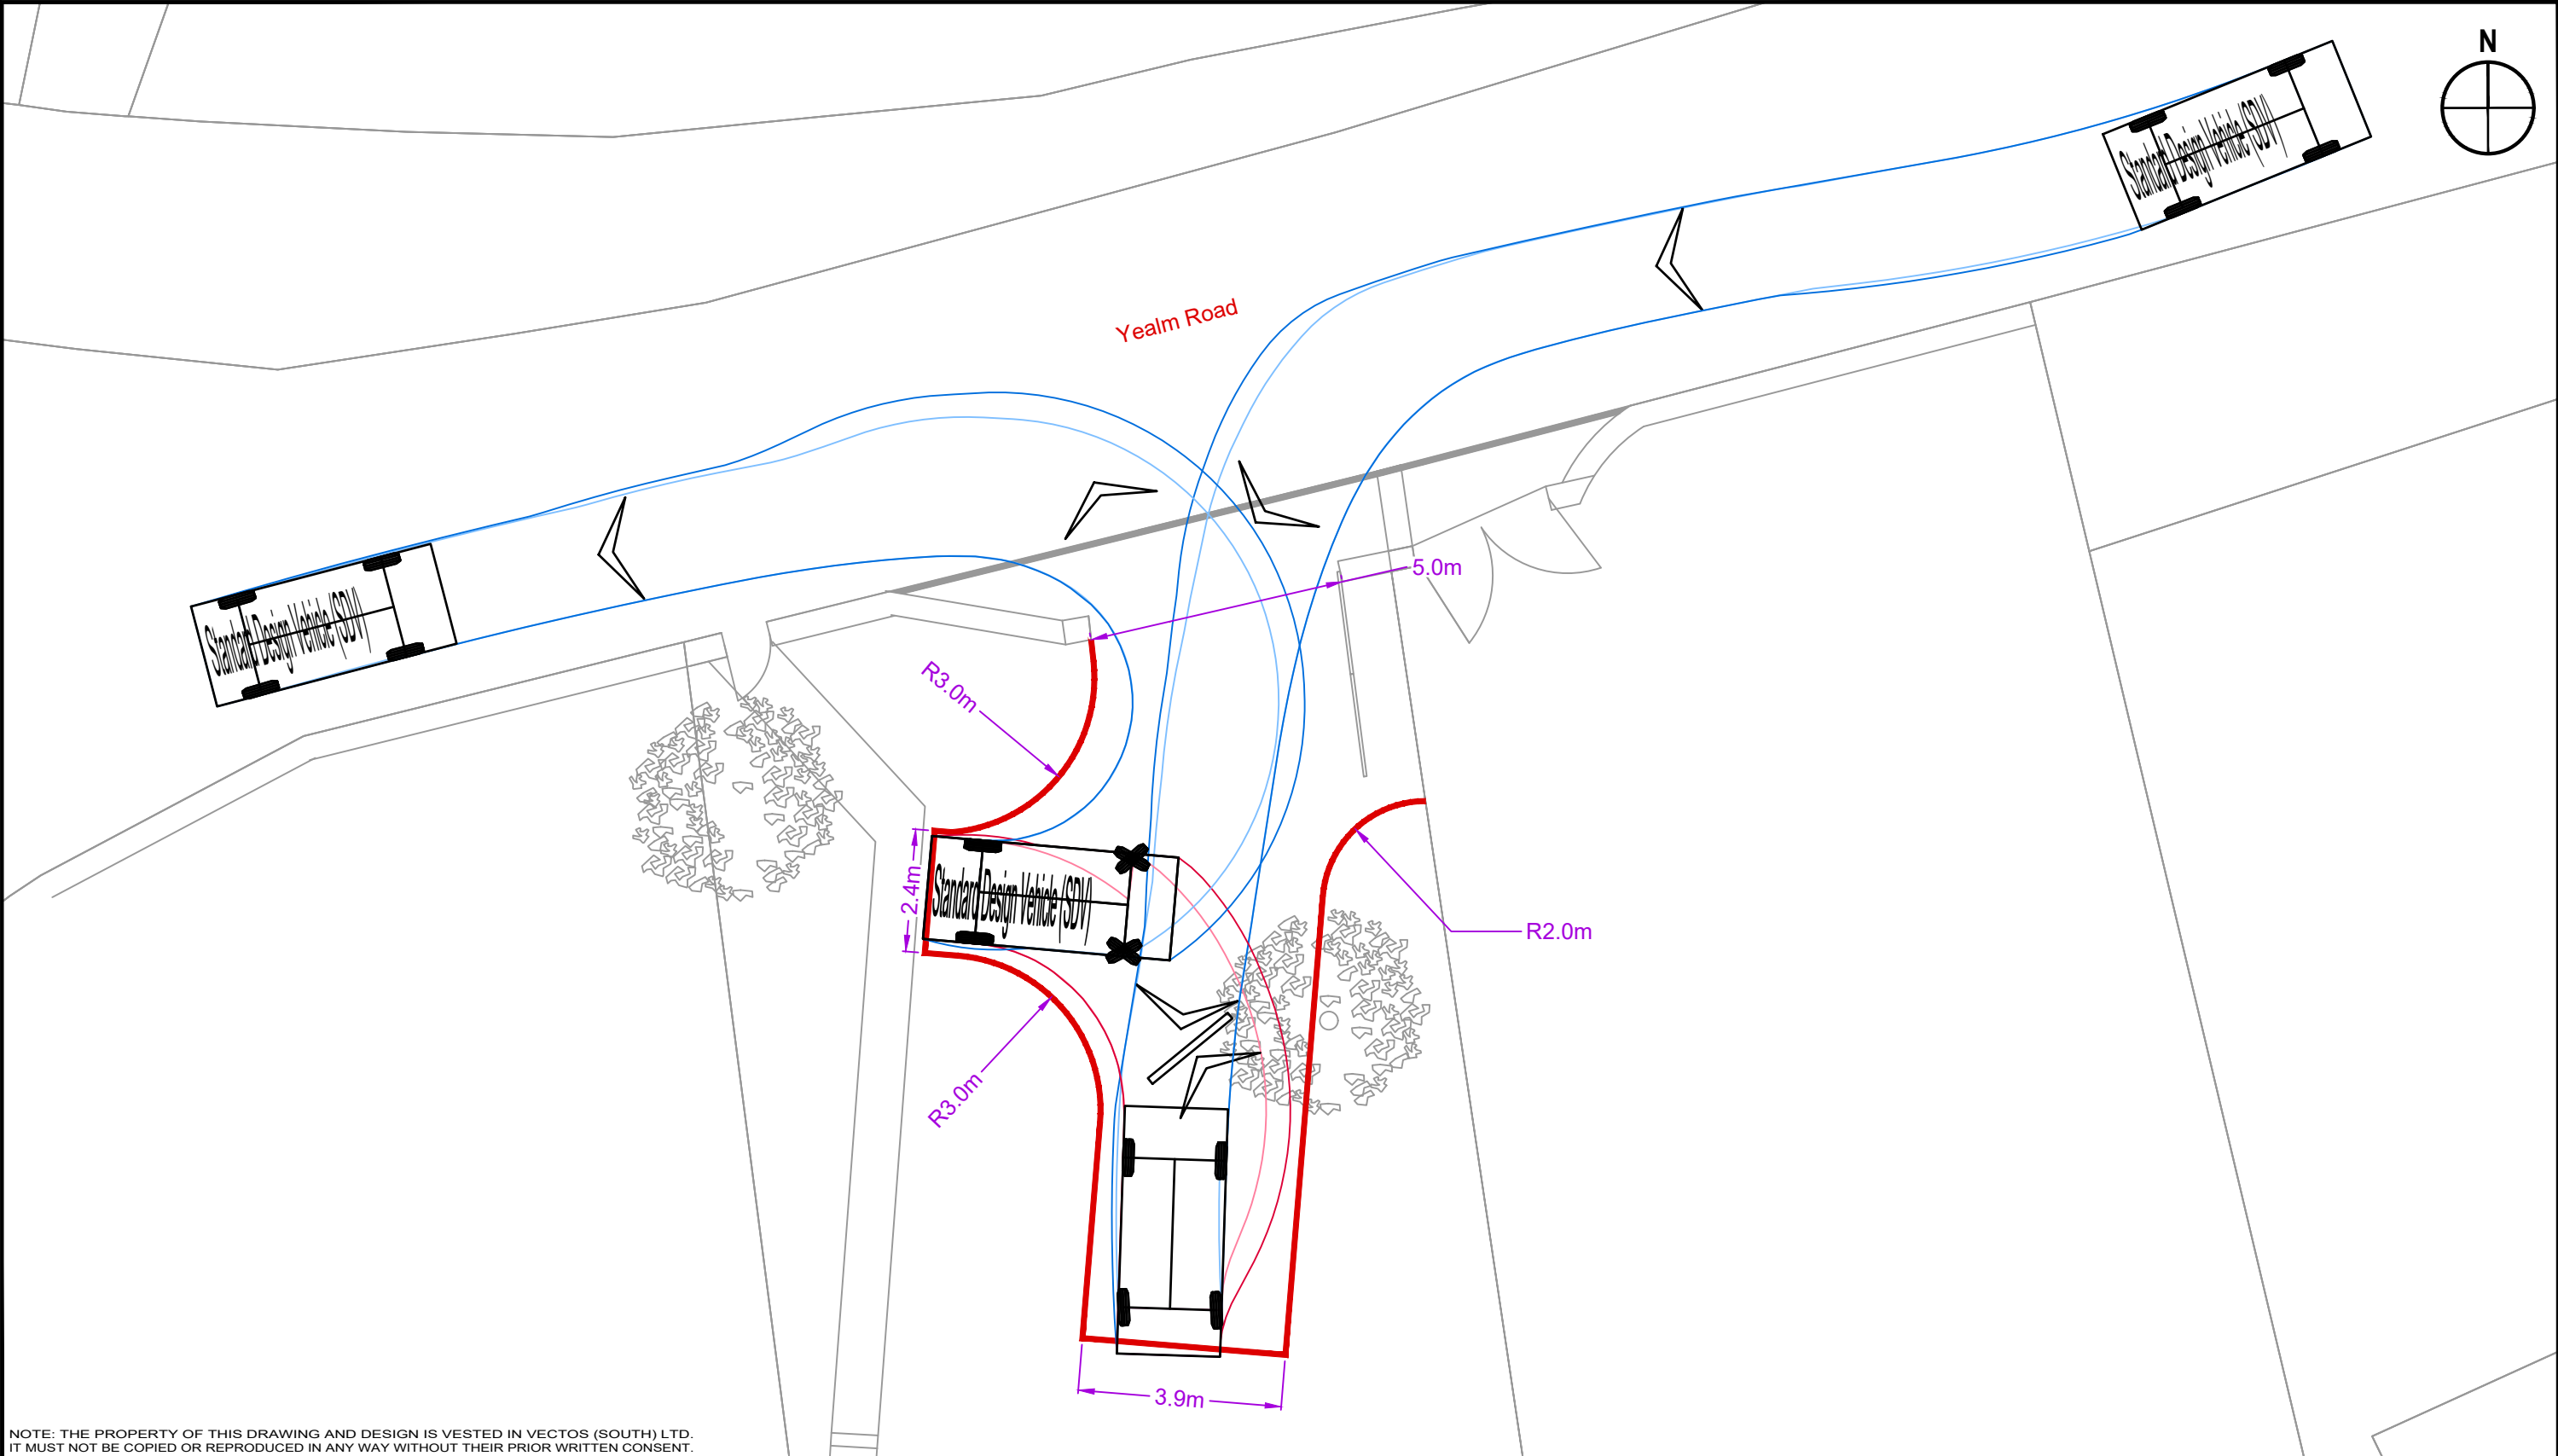 N
Standard Design Vehicle (SDV)
Yealm Road
5.0m
Standard Design Vehicle (SDV)
R3.0m
2.4m
Standard Design Vehicle (SDV)
R2.0m
R3.0m
3.9m
NOTE: THE PROPERTY OF THIS DRAWING AND DESIGN IS VESTED IN VECTOS (SOUTH) LTD.
IT MUST NOT BE COPIED OR REPRODUCED IN ANY WAY WITHOUT THEIR PRIOR WRITTEN CONSENT.